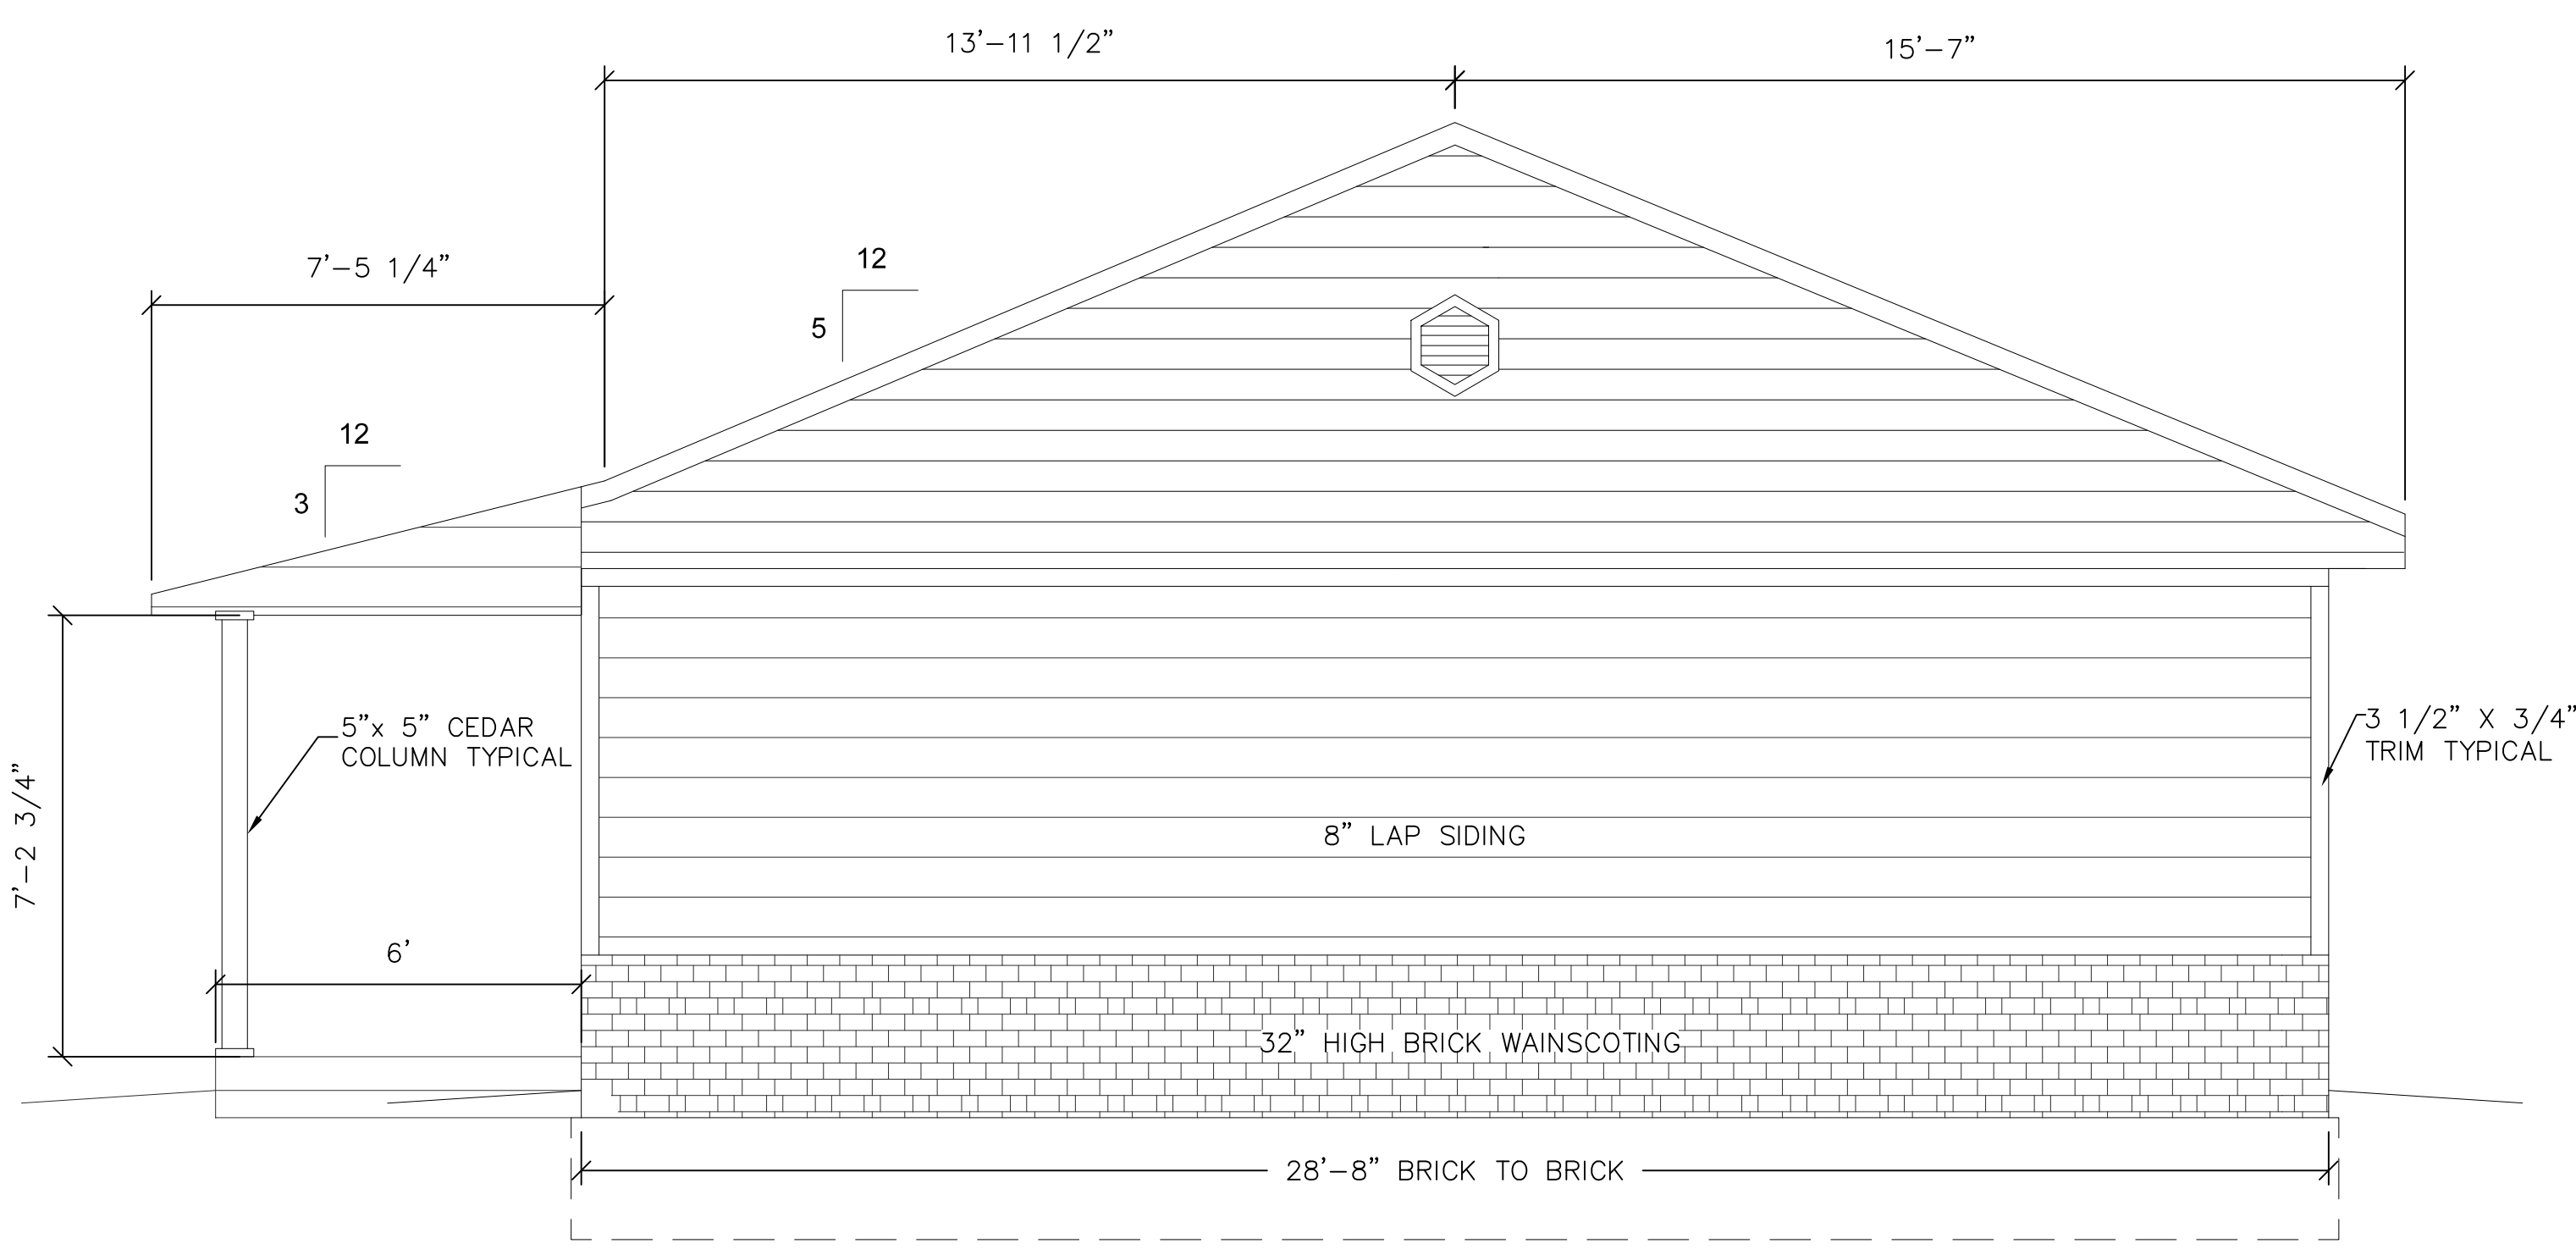 13’-11 1/2”
15’-7”
7’-5 1/4”
12
5
12
3
5”x 5” CEDAR
COLUMN TYPICAL
3 1/2” X 3/4”
TRIM TYPICAL
7’-2 3/4”
8” LAP SIDING
6’
32” HIGH BRICK WAINSCOTING
28’-8” BRICK TO BRICK